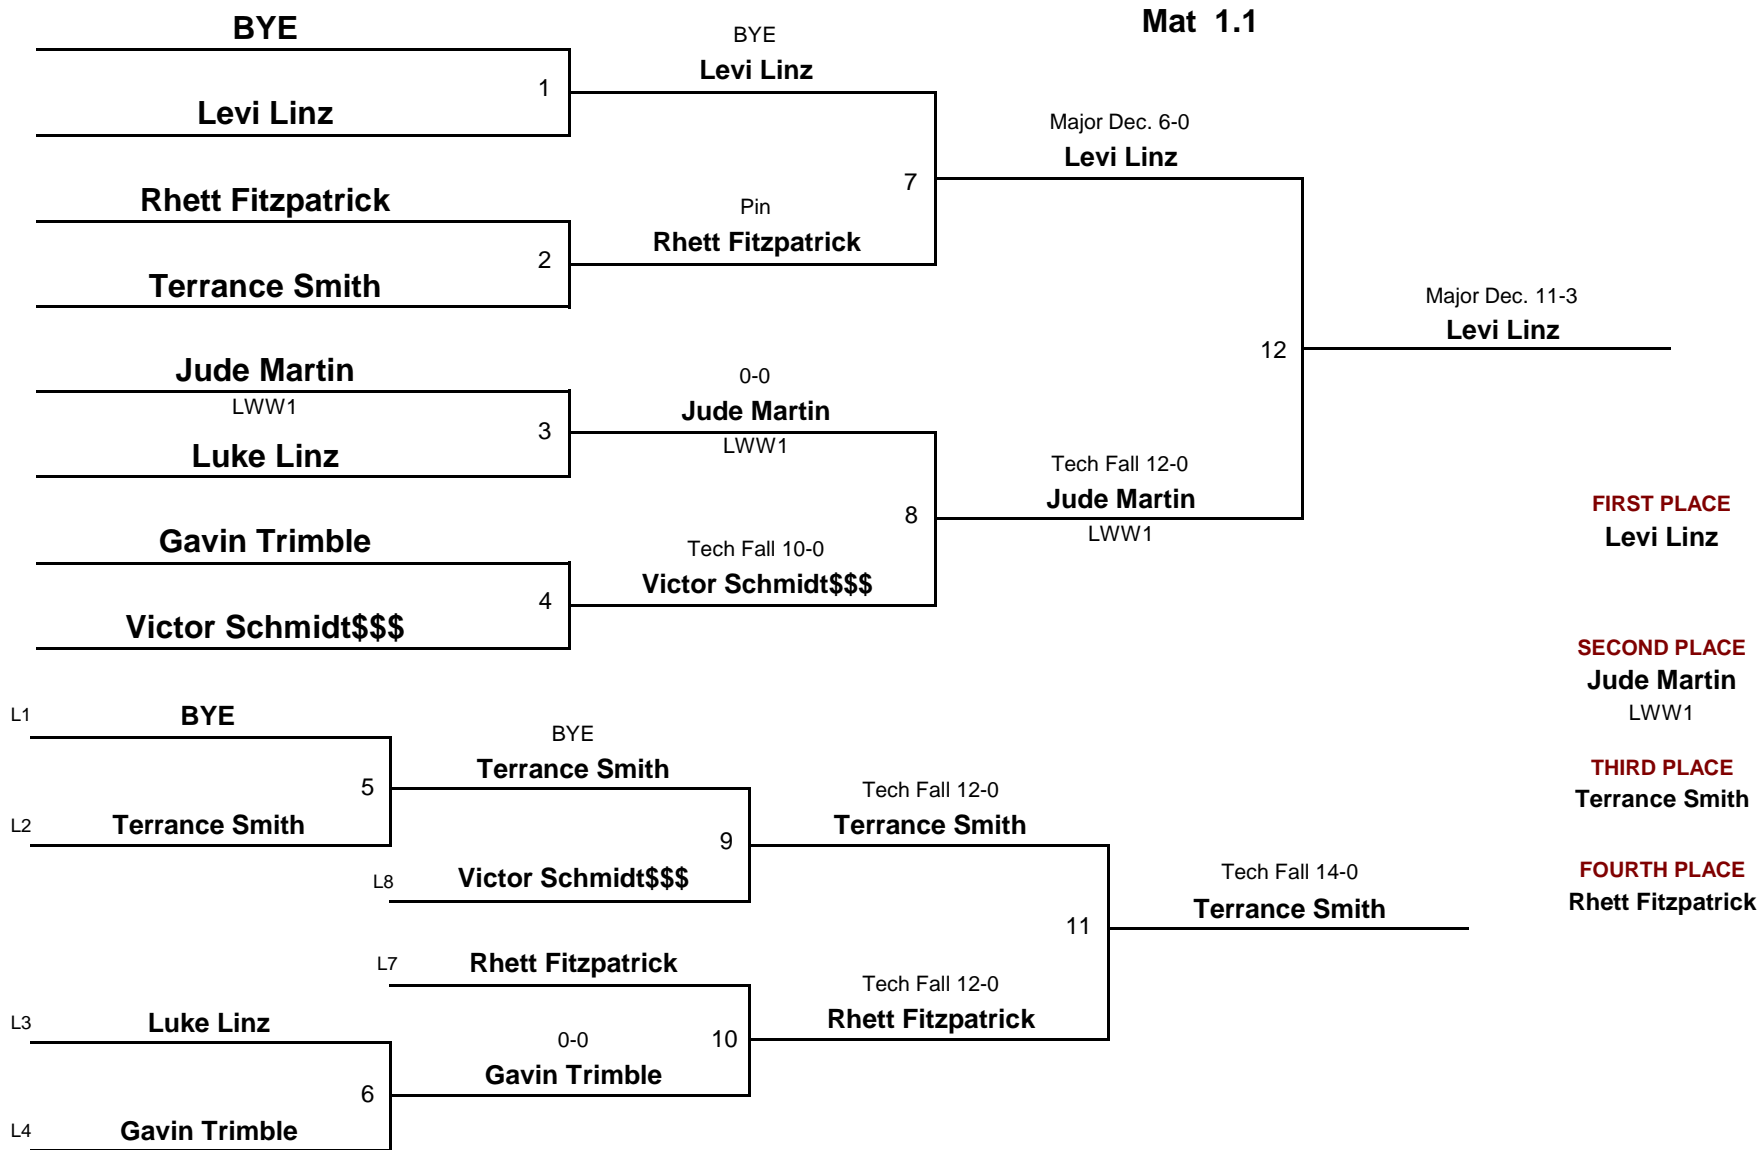 Mat 1.1
BYE
1
Levi Linz
BYE
Levi Linz
Rhett Fitzpatrick
2
Terrance Smith
Pin
Rhett Fitzpatrick
7
Major Dec. 6-0
Levi Linz
Jude Martin
LWW1
3
Luke Linz
0-0
Jude Martin
LWW1
Gavin Trimble
4
Victor Schmidt$$$
Tech Fall 10-0
Victor Schmidt$$$
8
Tech Fall 12-0
Jude Martin
LWW1
12
Major Dec. 11-3
Levi Linz
FIRST PLACE
Levi Linz
SECOND PLACE
Jude Martin
LWW1
THIRD PLACE
Terrance Smith
FOURTH PLACE
Rhett Fitzpatrick
L1
BYE
5
L2
Terrance Smith
BYE
Terrance Smith
9
L8
Victor Schmidt$$$
Tech Fall 12-0
Terrance Smith
L7
Rhett Fitzpatrick
L3
Luke Linz
6
L4
Gavin Trimble
0-0
Gavin Trimble
10
Tech Fall 12-0
Rhett Fitzpatrick
11
Tech Fall 14-0
Terrance Smith